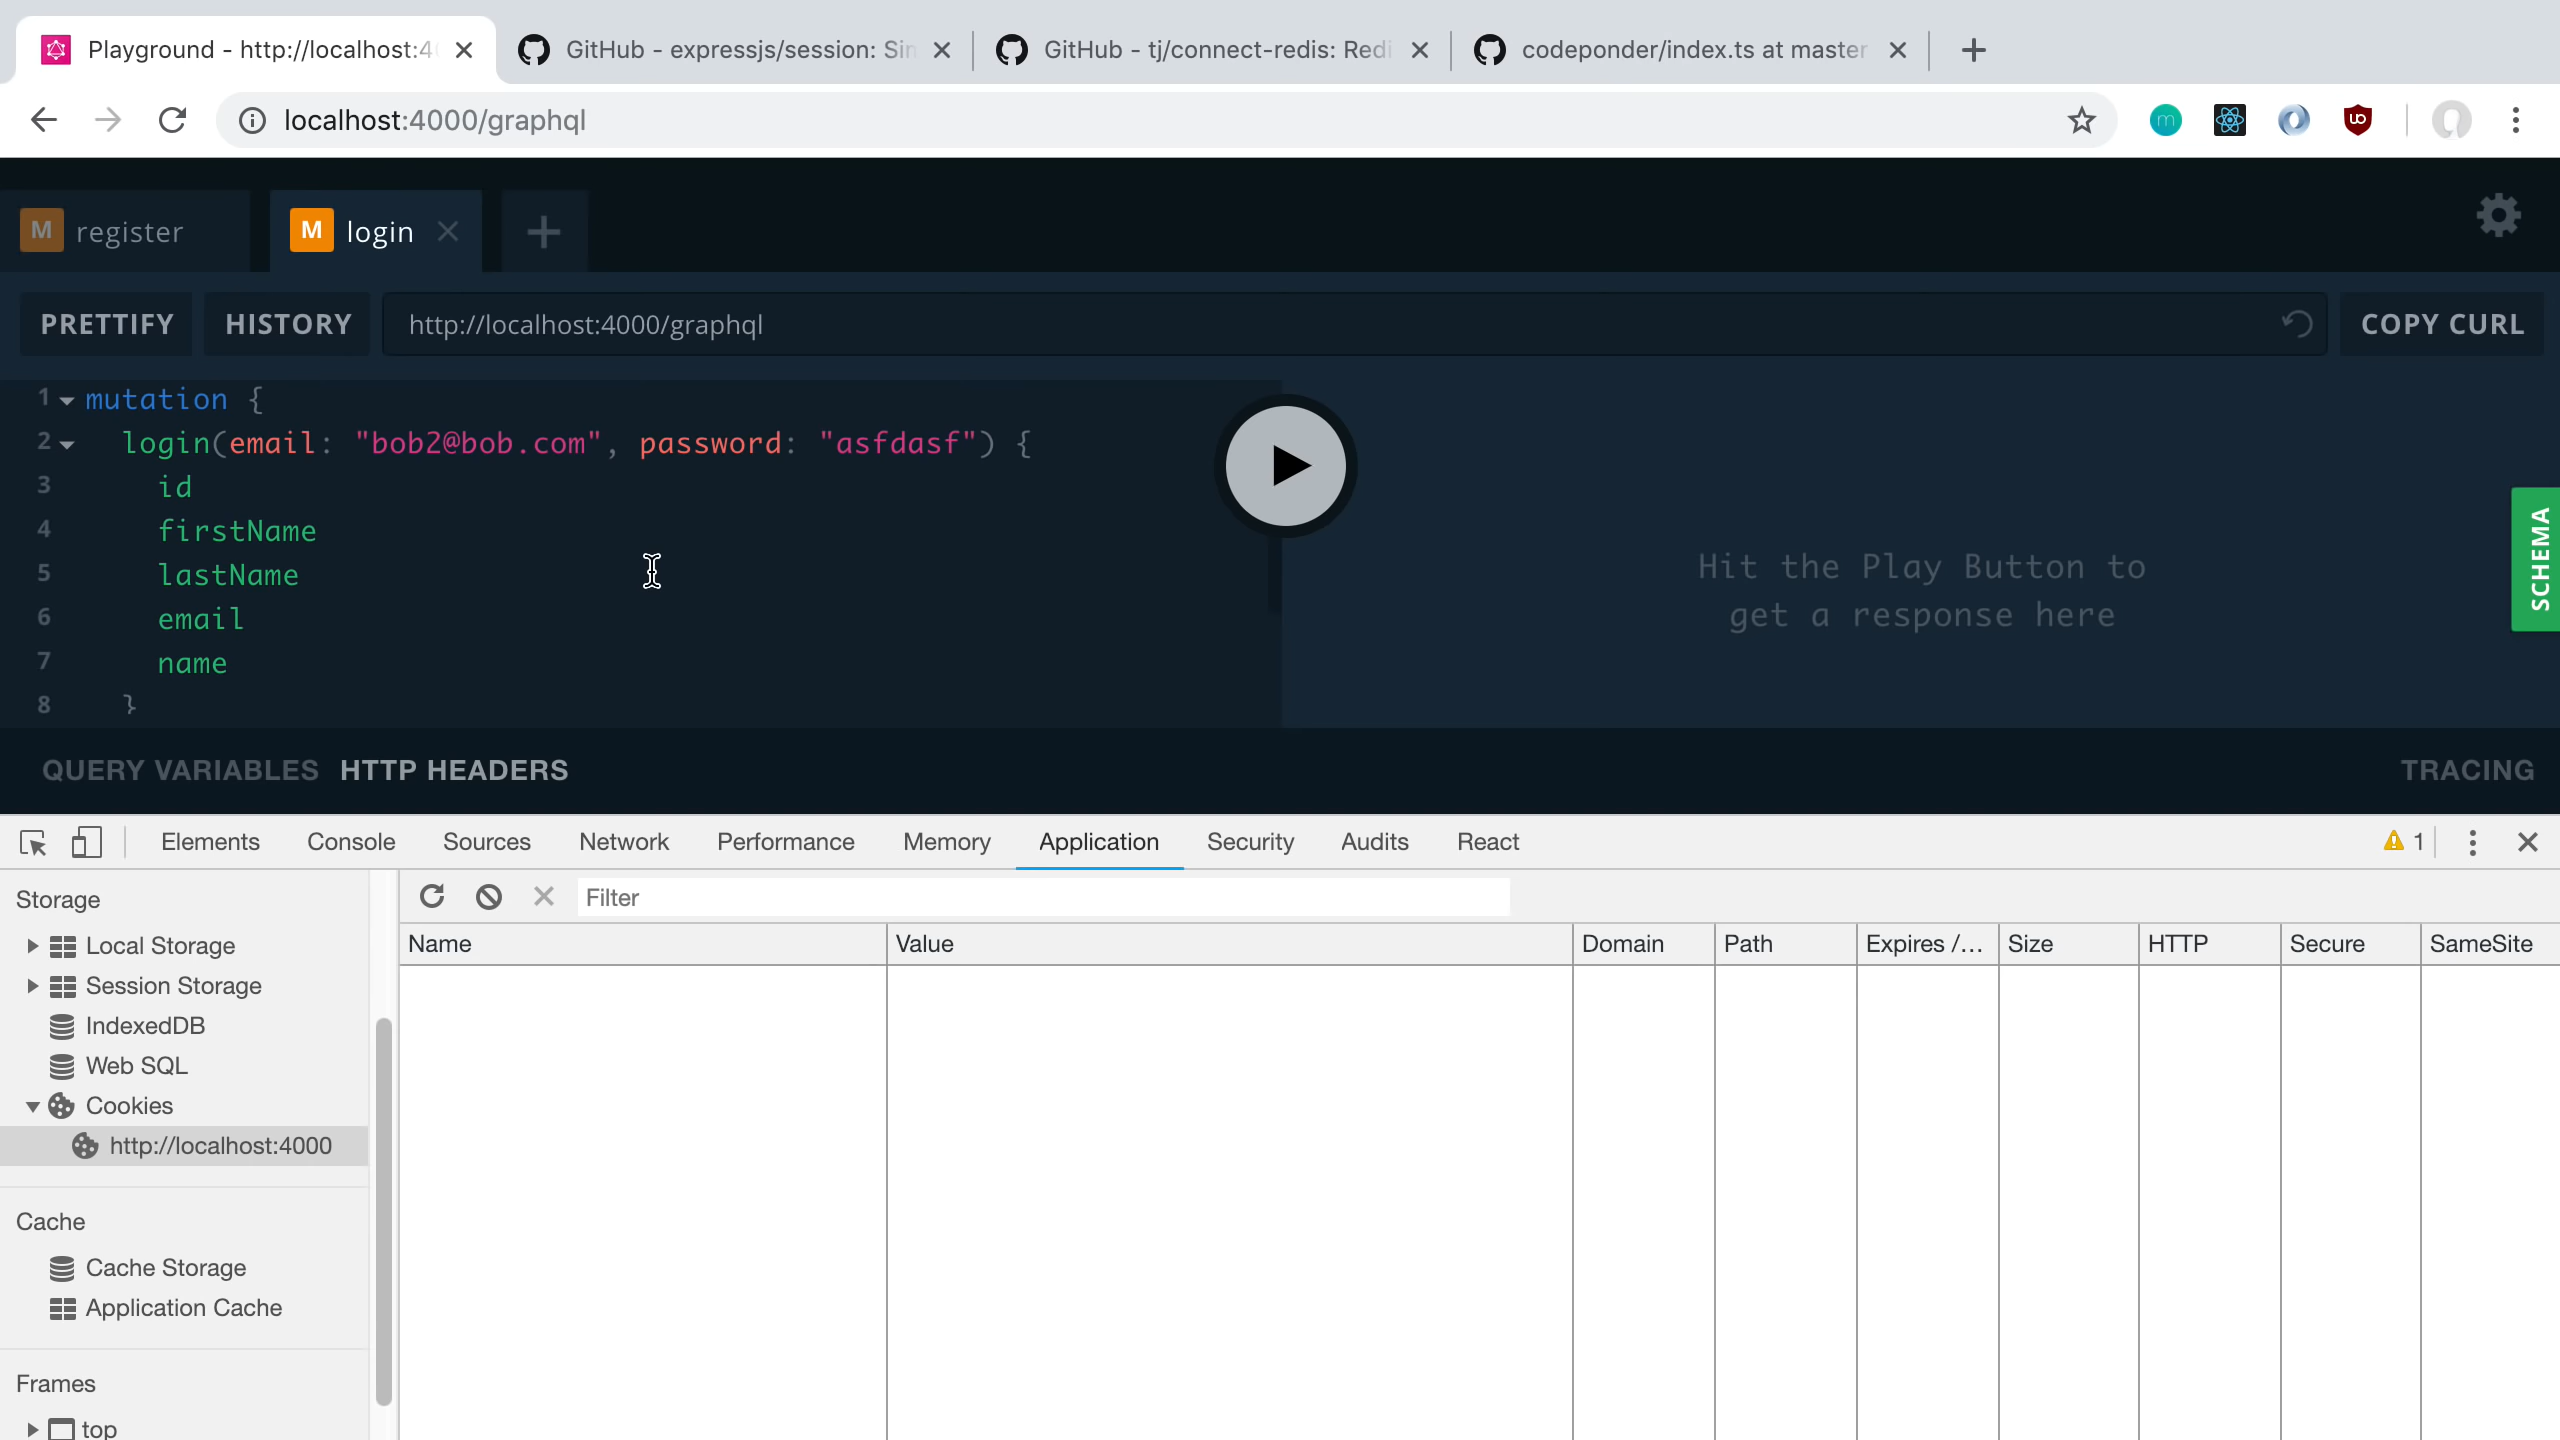 Playground - http://localhost:4
GitHub - expressjs/session: Sin
GitHub - tj/connect-redis: Redi
codeponder/index.ts at master
localhost:4000/graphql
M register
M login
PRETTIFY
HISTORY
http://localhost:4000/graphql
COPY CURL
1 mutation {
2 login(email: "bob2@bob.com", password: "asfdasf") {
3 id
4 firstName
5 lastName
6 email
7 name
8 }
Hit the Play Button to
get a response here
SCHEMA
QUERY VARIABLES HTTP HEADERS
TRACING
Elements Console Sources Network Performance Memory Application Security Audits React
1
Storage
Local Storage
Session Storage
IndexedDB
Web SQL
Cookies
http://localhost:4000
Cache
Cache Storage
Application Cache
Frames
top
Filter
Name Value Domain Path Expires /... Size HTTP Secure SameSite